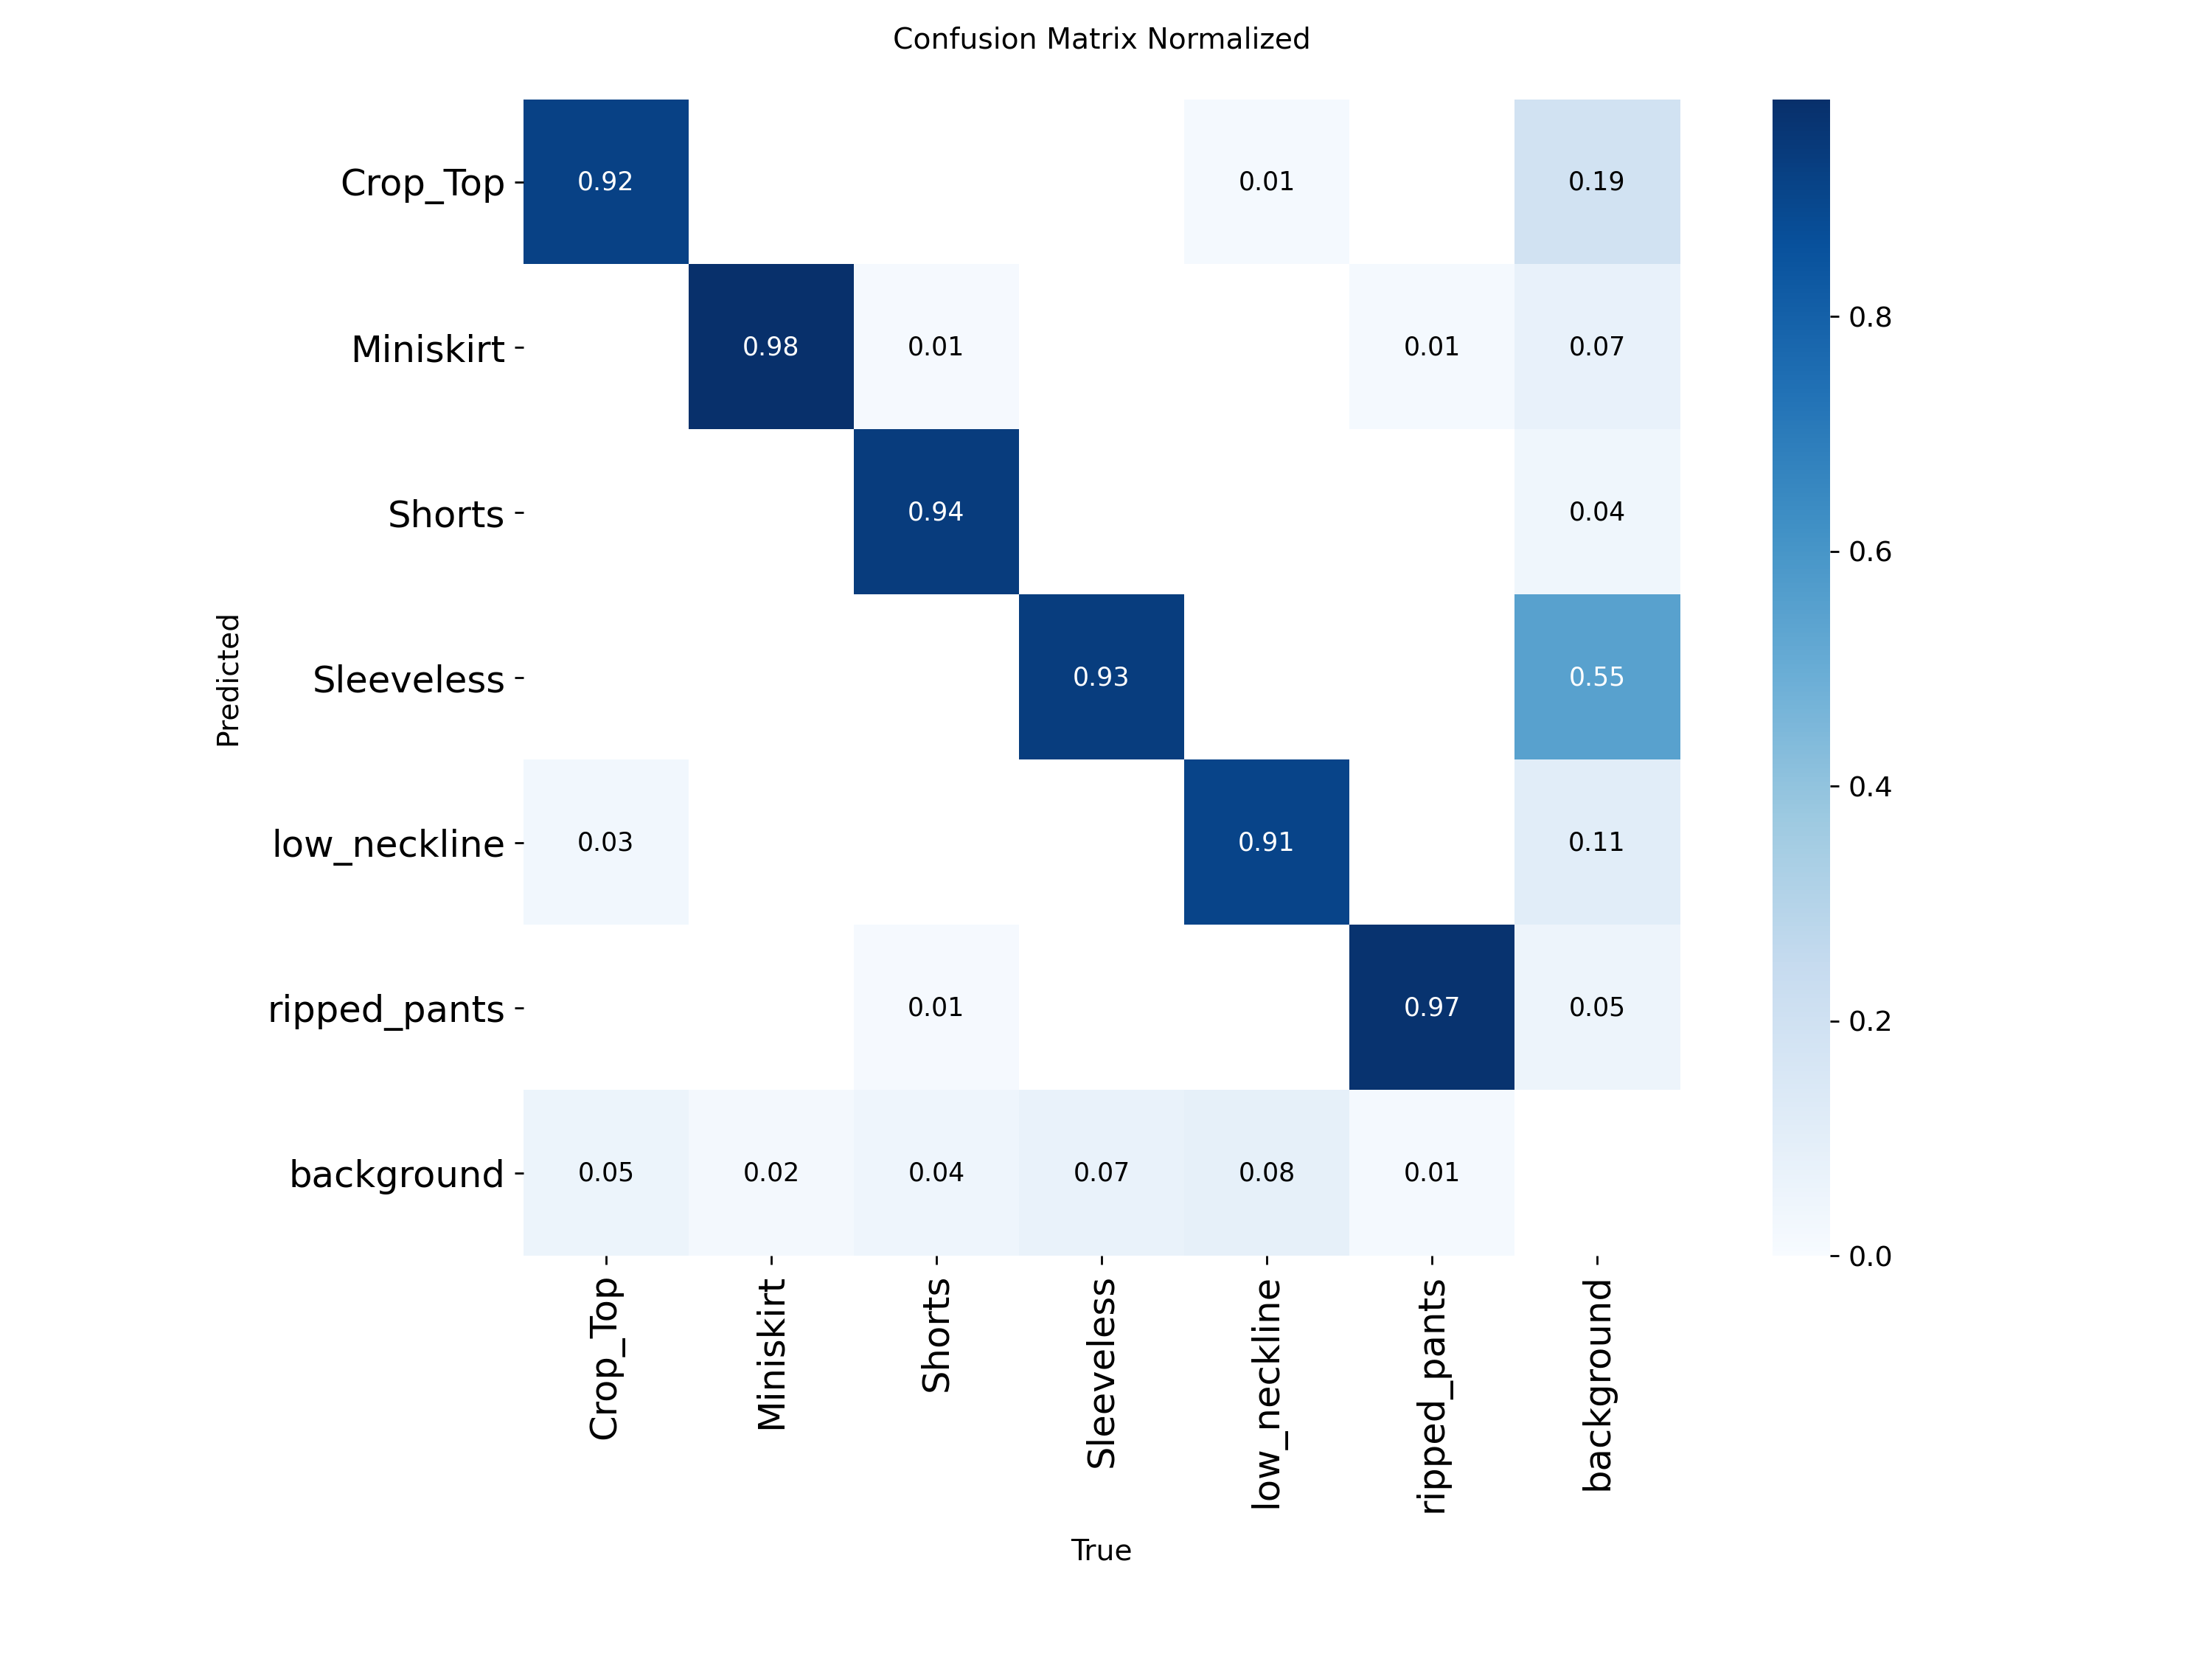 Confusion Matrix Normalized
Crop_Top 0.92 0.01 0.19
Miniskirt 0.98 0.01 0.01 0.07
Shorts 0.94 0.04
Sleeveless 0.93 0.55
low_neckline 0.03 0.91 0.11
ripped_pants 0.01 0.97 0.05
background 0.05 0.02 0.04 0.07 0.08 0.01
Predicted
Crop_Top
Miniskirt
Shorts
Sleeveless
low_neckline
ripped_pants
background
True
0.8
0.6
0.4
0.2
0.0